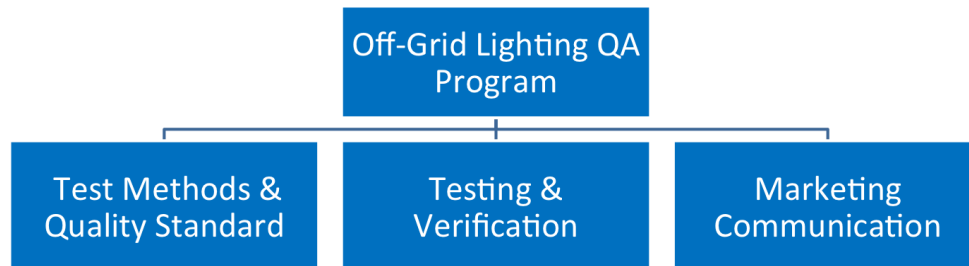 Off-Grid Lighting QA
Program
Test Methods &
Quality Standard
Testing &
Verification
Marketing
Communication